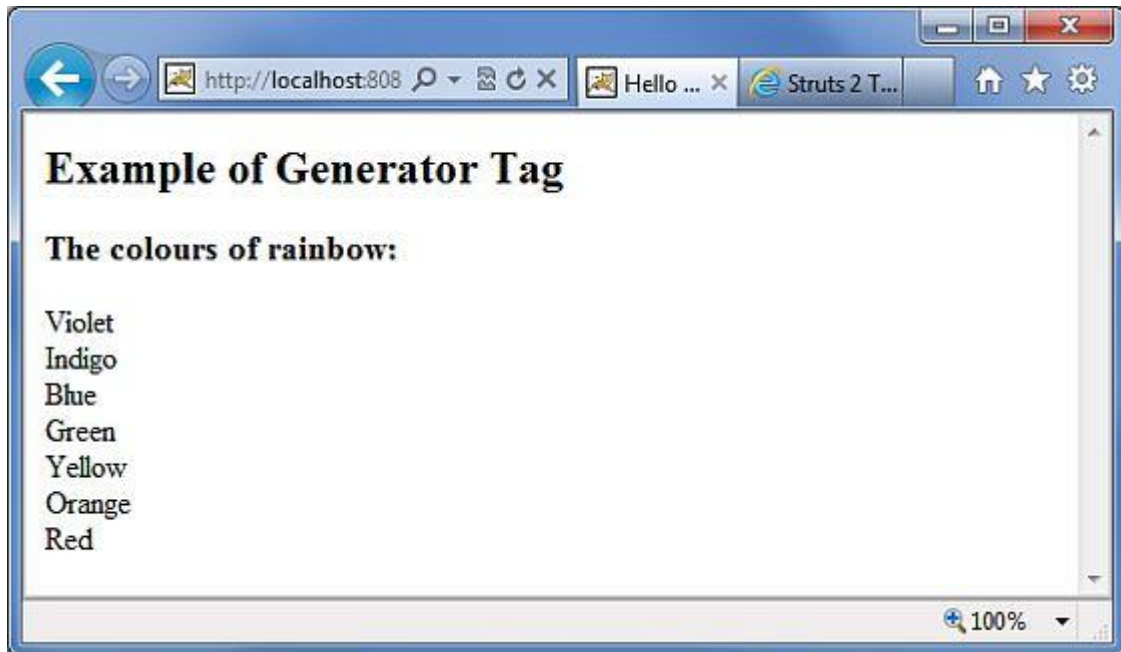 http://localhost:808
Hello ...
Struts 2 T...
Example of Generator Tag
The colours of rainbow:
Violet
Indigo
Blue
Green
Yellow
Orange
Red
100%